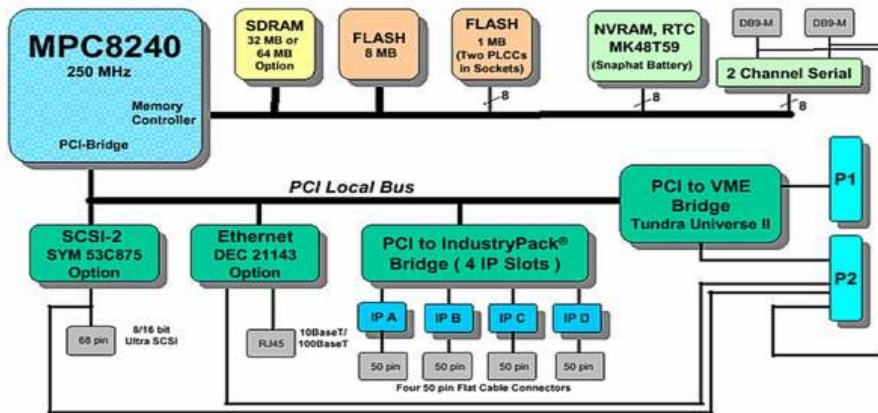 MPC8240
250 MHz
Memory
Controller
PCI-Bridge
SDRAM
32 MB or
64 MB
Option
FLASH
8 MB
FLASH
1 MB
(Two PLCCs
in Sockets)
8
NVRAM, RTC
MK48T59
(Snaphat Battery)
8
DB9-M
DB9-M
2 Channel Serial
8
PCI Local Bus
PCI to VME
Bridge
Tundra Universe II
P1
P2
SCSI-2
SYM 53C875
Option
Ethernet
DEC 21143
Option
PCI to IndustryPack®
Bridge ( 4 IP Slots )
IP A
IP B
IP C
IP D
68 pin
8/16 bit
Ultra SCSI
RJ45
10BaseT/
100BaseT
50 pin
50 pin
50 pin
50 pin
Four 50 pin Flat Cable Connectors